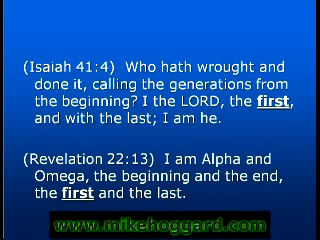 (Isaiah 41:4)  Who hath wrought and
done it, calling the generations from
the beginning? I the LORD, the first,
and with the last; I am he.
(Revelation 22:13)  I am Alpha and
Omega, the beginning and the end,
the first and the last.
www.mikehoggard.com